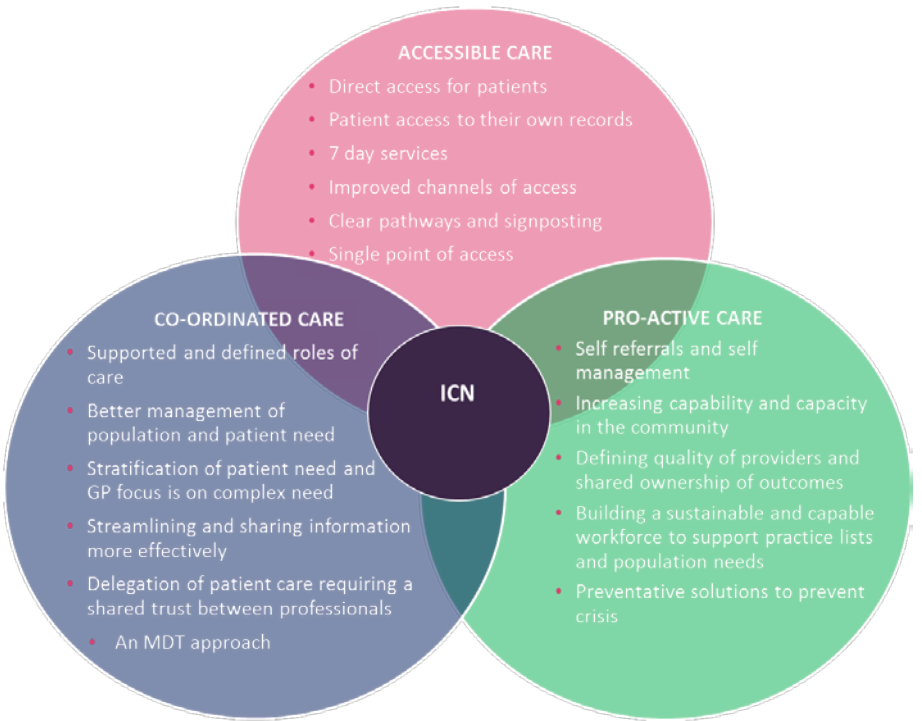 ACCESSIBLE CARE
• Direct access for patients
• Patient access to their own records
• 7 day services
• Improved channels of access
• Clear pathways and signposting
• Single point of access
CO-ORDINATED CARE
• Supported and defined roles of
care
• Better management of
population and patient need
• Stratification of patient need and
GP focus is on complex need
• Streamlining and sharing information
more effectively
• Delegation of patient care requiring a
shared trust between professionals
• An MDT approach
ICN
PRO-ACTIVE CARE
• Self referrals and self
management
• Increasing capability and capacity
in the community
• Defining quality of providers and
shared ownership of outcomes
• Building a sustainable and capable
workforce to support practice lists
and population needs
• Preventative solutions to prevent
crisis